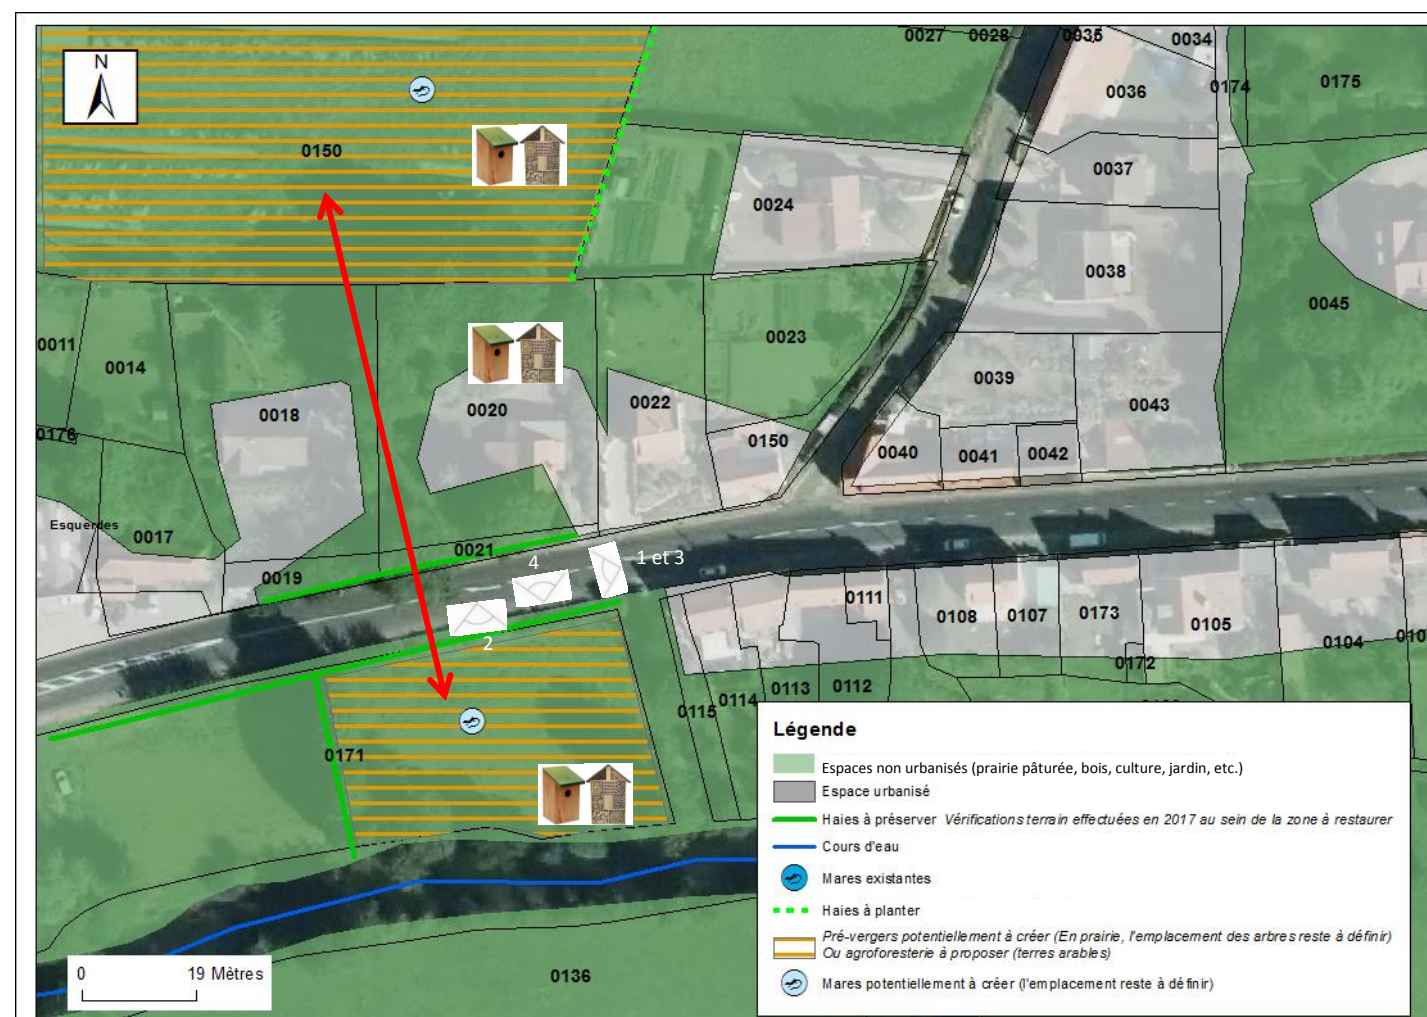 N
0027 0028 0035 0034
0036 0174 0175
0150
0037
0024
0038
0045
0011
0014
0023
0039
0018 0020 0022 0043
0176
0150
0040 0041 0042
Esquerdes
0017
0021
4
1 et 3
0019
2
0111
0108 0107 0173 0105
0104
0172
0171
0115 0114 0113 0112
0136
0 19 Mètres
Légende
Espaces non urbanisés (prairie pâturée, bois, culture, jardin, etc.)
Espace urbanisé
Haies à préserver Vérifications terrain effectuées en 2017 au sein de la zone à restaurer
Cours d'eau
Mares existantes
Haies à planter
Pré-vergers potentiellement à créer (En prairie, l'emplacement des arbres reste à définir)
Ou agroforesterie à proposer (terres arables)
Mares potentiellement à créer (l'emplacement reste à définir)